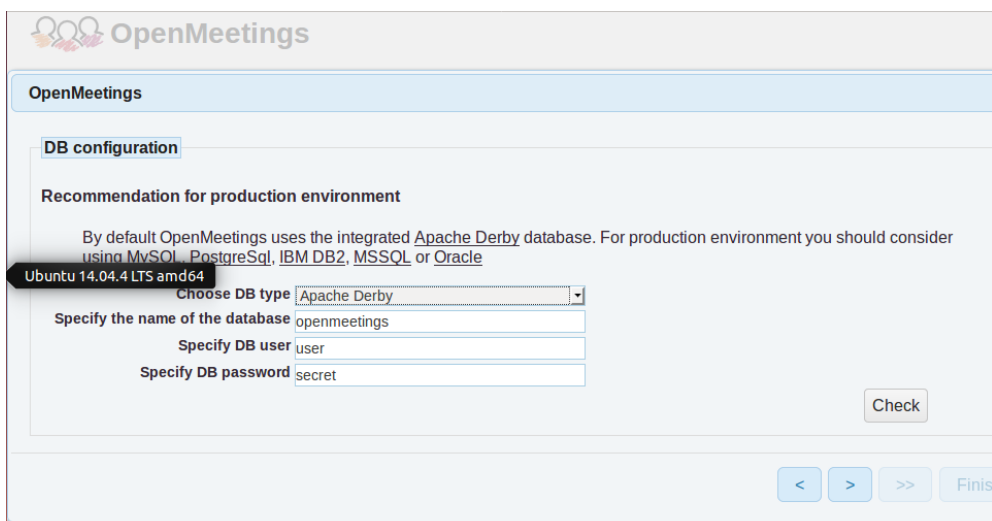 OpenMeetings
OpenMeetings
DB configuration
Recommendation for production environment
By default OpenMeetings uses the integrated Apache Derby database. For production environment you should consider
using MySQL, PostgreSql, IBM DB2, MSSQL or Oracle
Ubuntu 14.04.4 LTS amd64
Choose DB type Apache Derby
Specify the name of the database openmeetings
Specify DB user user
Specify DB password secret
Check
< > >> Finis